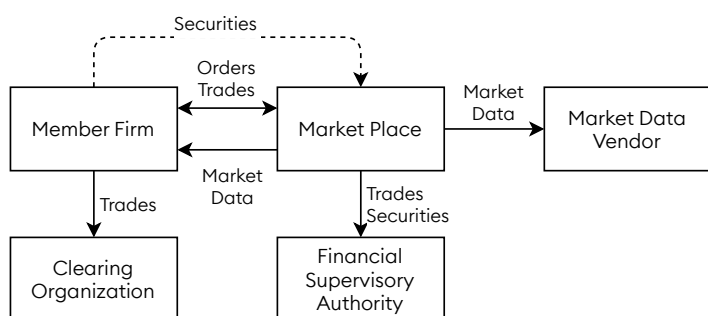 Securities
Orders
Trades
Member Firm
Market Place
Market
Data
Market Data
Vendor
Market
Data
Trades
Trades
Securities
Clearing
Organization
Financial
Supervisory
Authority